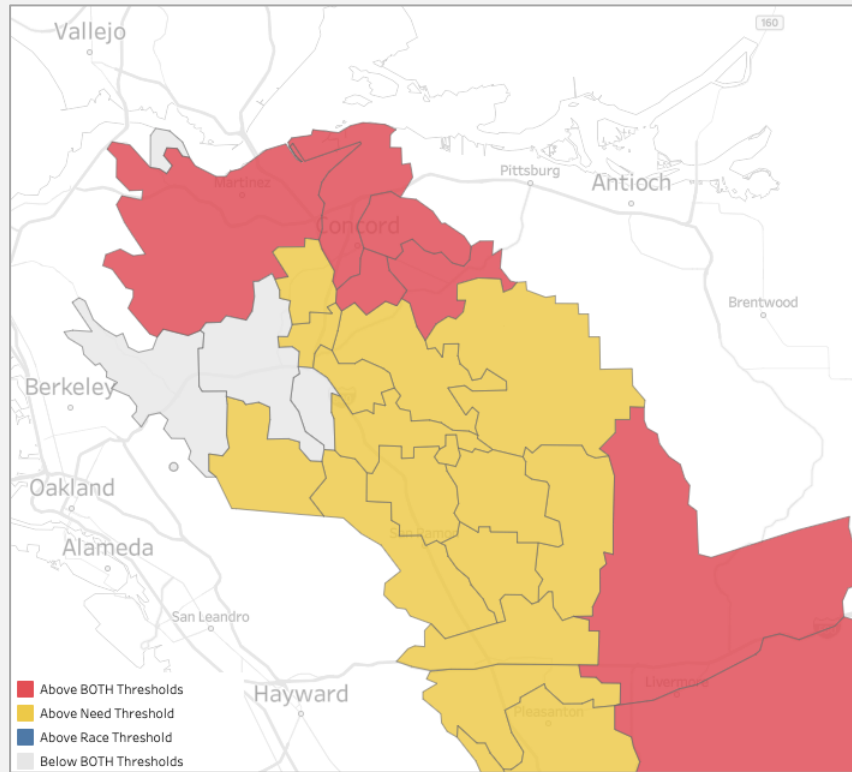 Vallejo
160
Martinez
Pittsburg
Antioch
Concord
Brentwood
Berkeley
Oakland
San Ramon
Alameda
San Leandro
Livermore
Hayward
Pleasanton
Above BOTH Thresholds
Above Need Threshold
Above Race Threshold
Below BOTH Thresholds